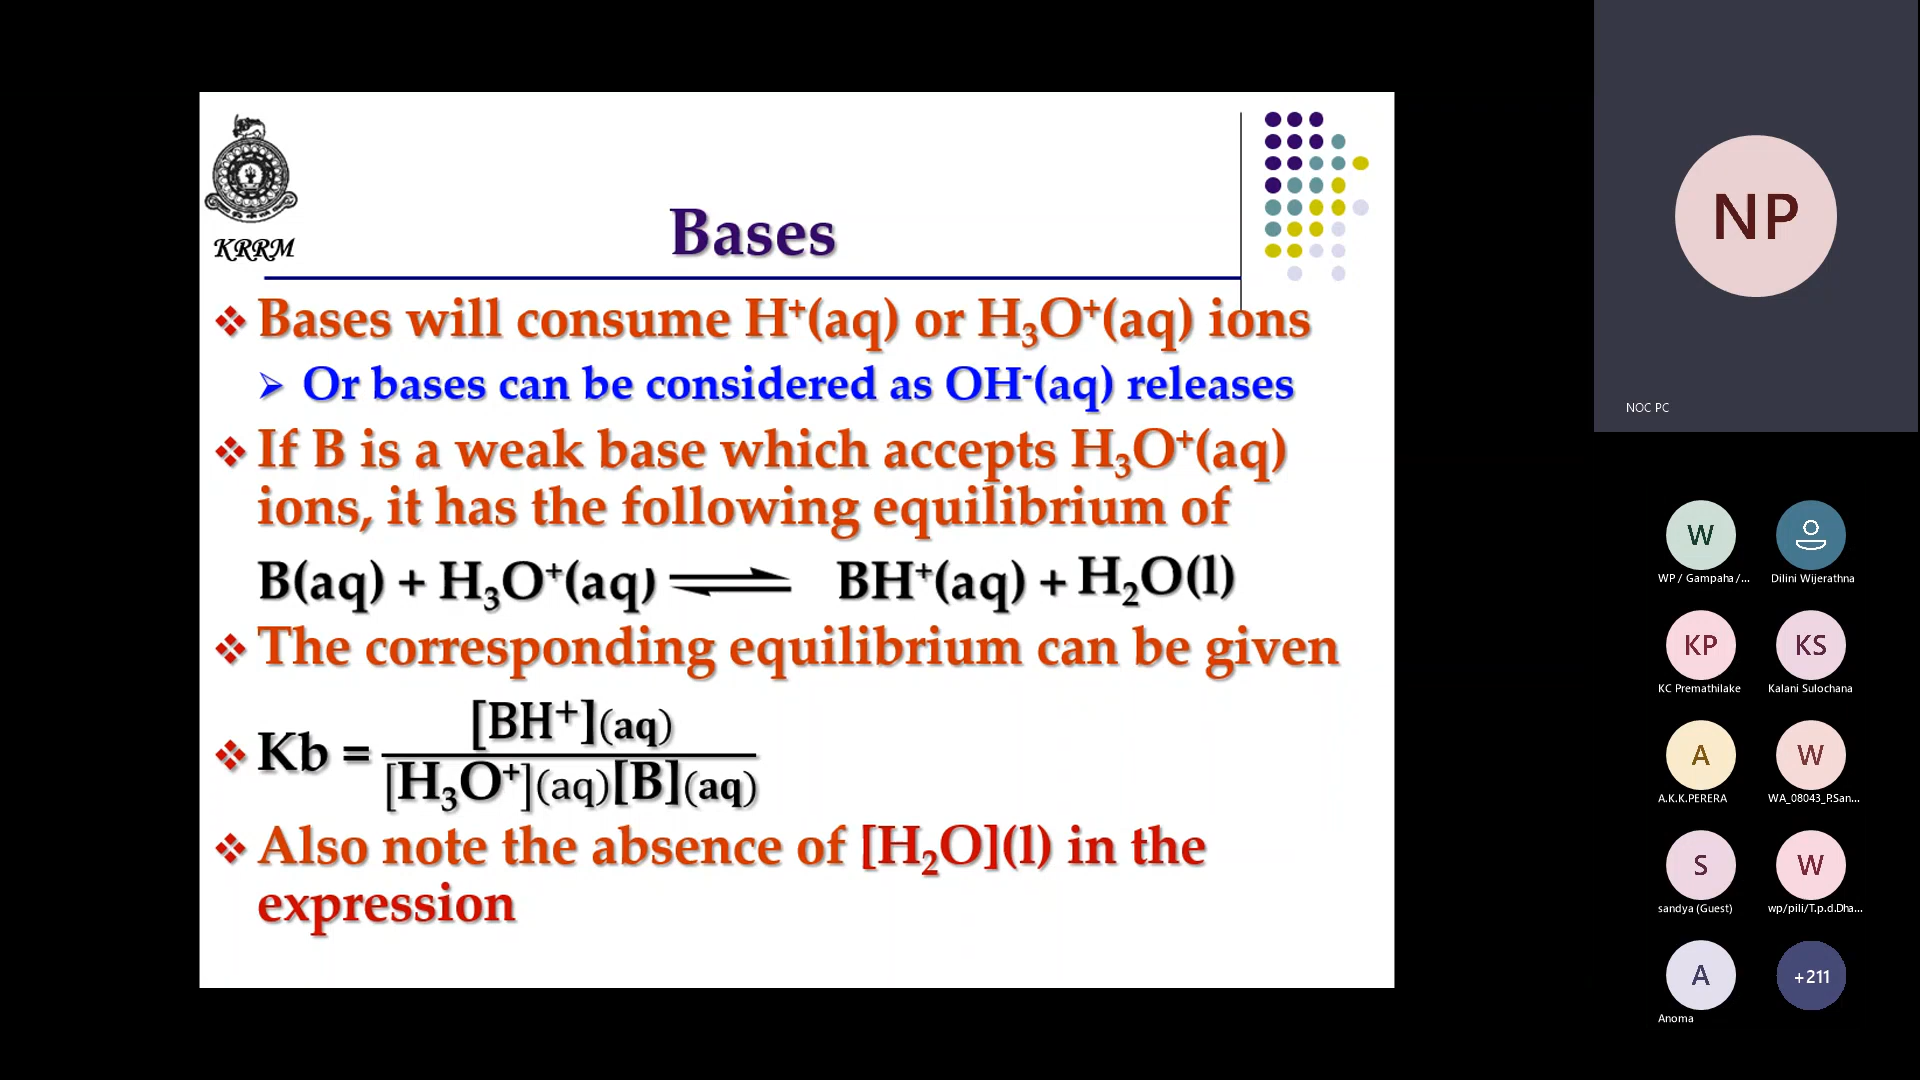 KRRM
Bases
Bases will consume H⁺(aq) or H₃O⁺(aq) ions
Or bases can be considered as OH⁻(aq) releases
If B is a weak base which accepts H₃O⁺(aq)
ions, it has the following equilibrium of
B(aq) + H₃O⁺(aq) ⇌ BH⁺(aq) + H₂O(l)
The corresponding equilibrium can be given
[BH⁺](aq)
Kb =
[H₃O⁺](aq)[B](aq)
Also note the absence of [H₂O](l) in the
expression
NP
NOC PC
W
WP / Gampaha /... Dilini Wijerathna
KP KS
KC Premathilake Kalani Sulochana
A W
A.K.K.PERERA WA_08043_P.San...
S W
sandya (Guest) wp/pili/T.p.d.Dha...
A +211
Anoma